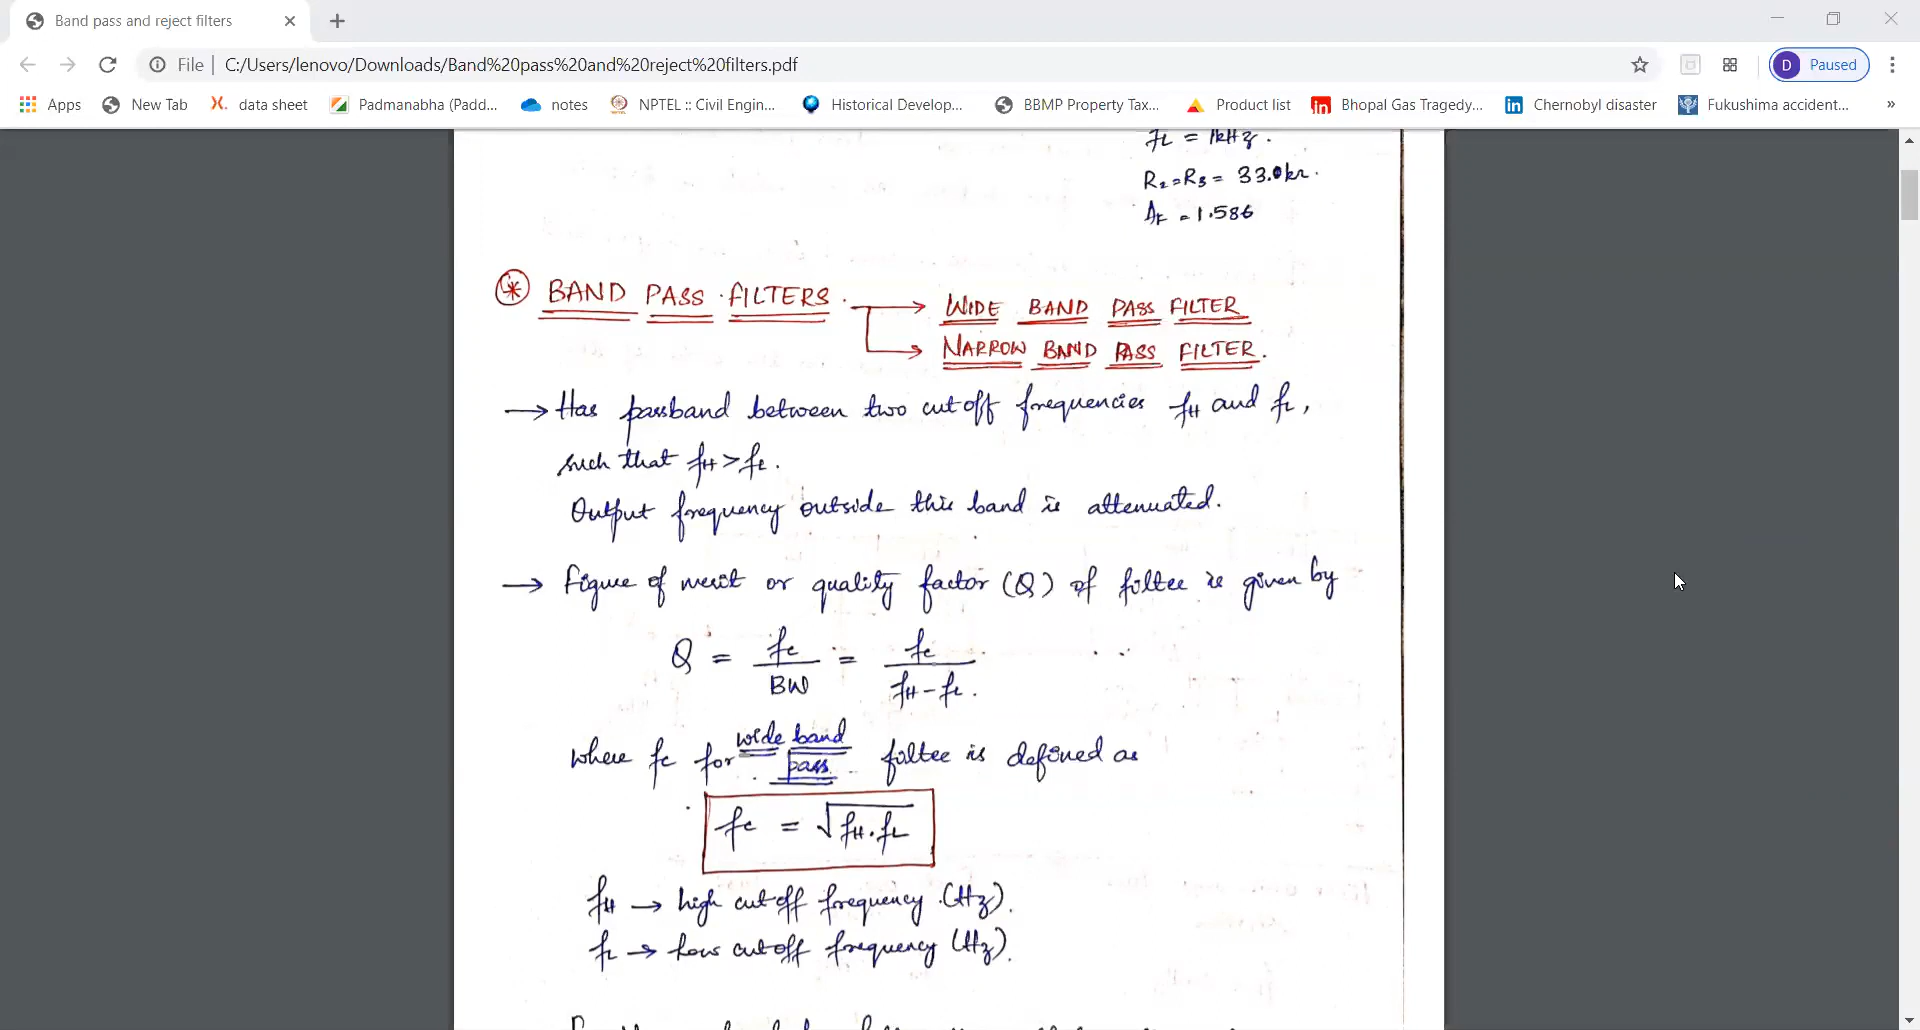 Band pass and reject filters
File | C:/Users/lenovo/Downloads/Band%20pass%20and%20reject%20filters.pdf
D Paused
Apps New Tab X. data sheet Padmanabha (Padd... notes NPTEL :: Civil Engin... Historical Develop... BBMP Property Tax... Product list Bhopal Gas Tragedy... Chernobyl disaster Fukushima accident... »
fL = 1kHz.
R2=R3= 33.0kΩ.
AF = 1.586
* BAND PASS FILTERS. → WIDE BAND PASS FILTER
→ NARROW BAND PASS FILTER.
→ Has passband between two cutoff frequencies fH and fL,
such that fH > fL.
Output frequency outside this band is attenuated.
→ Figure of merit or quality factor (Q) of filter is given by
Q = fc / BW = fc / fH - fL.
where fc for wide band pass filter is defined as
fc = √fH.fL
fH → high cutoff frequency (Hz).
fL → Low cutoff frequency (Hz).